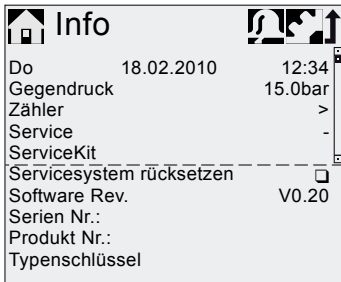 Info
Do 18.02.2010 12:34
Gegendruck 15.0bar
Zähler >
Service -
ServiceKit
Servicesystem rücksetzen ❏
Software Rev. V0.20
Serien Nr.:
Produkt Nr.:
Typenschlüssel